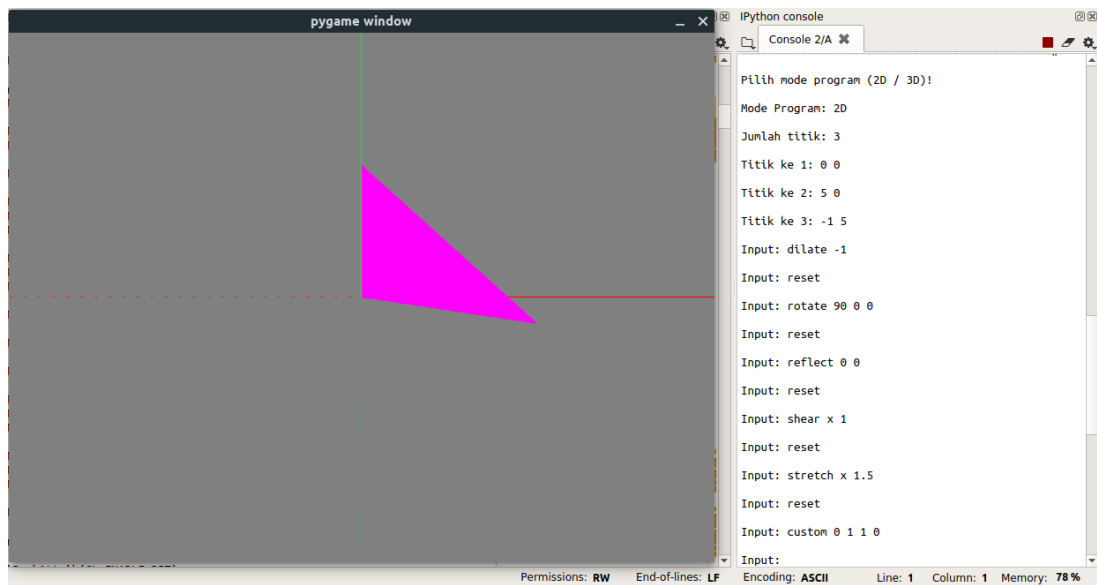 pygame window
IPython console
Console 2/A
Pilih mode program (2D / 3D)!
Mode Program: 2D
Jumlah titik: 3
Titik ke 1: 0 0
Titik ke 2: 5 0
Titik ke 3: -1 5
Input: dilate -1
Input: reset
Input: rotate 90 0 0
Input: reset
Input: reflect 0 0
Input: reset
Input: shear x 1
Input: reset
Input: stretch x 1.5
Input: reset
Input: custom 0 1 1 0
Input:
Permissions: RW End-of-lines: LF Encoding: ASCII Line: 1 Column: 1 Memory: 78 %